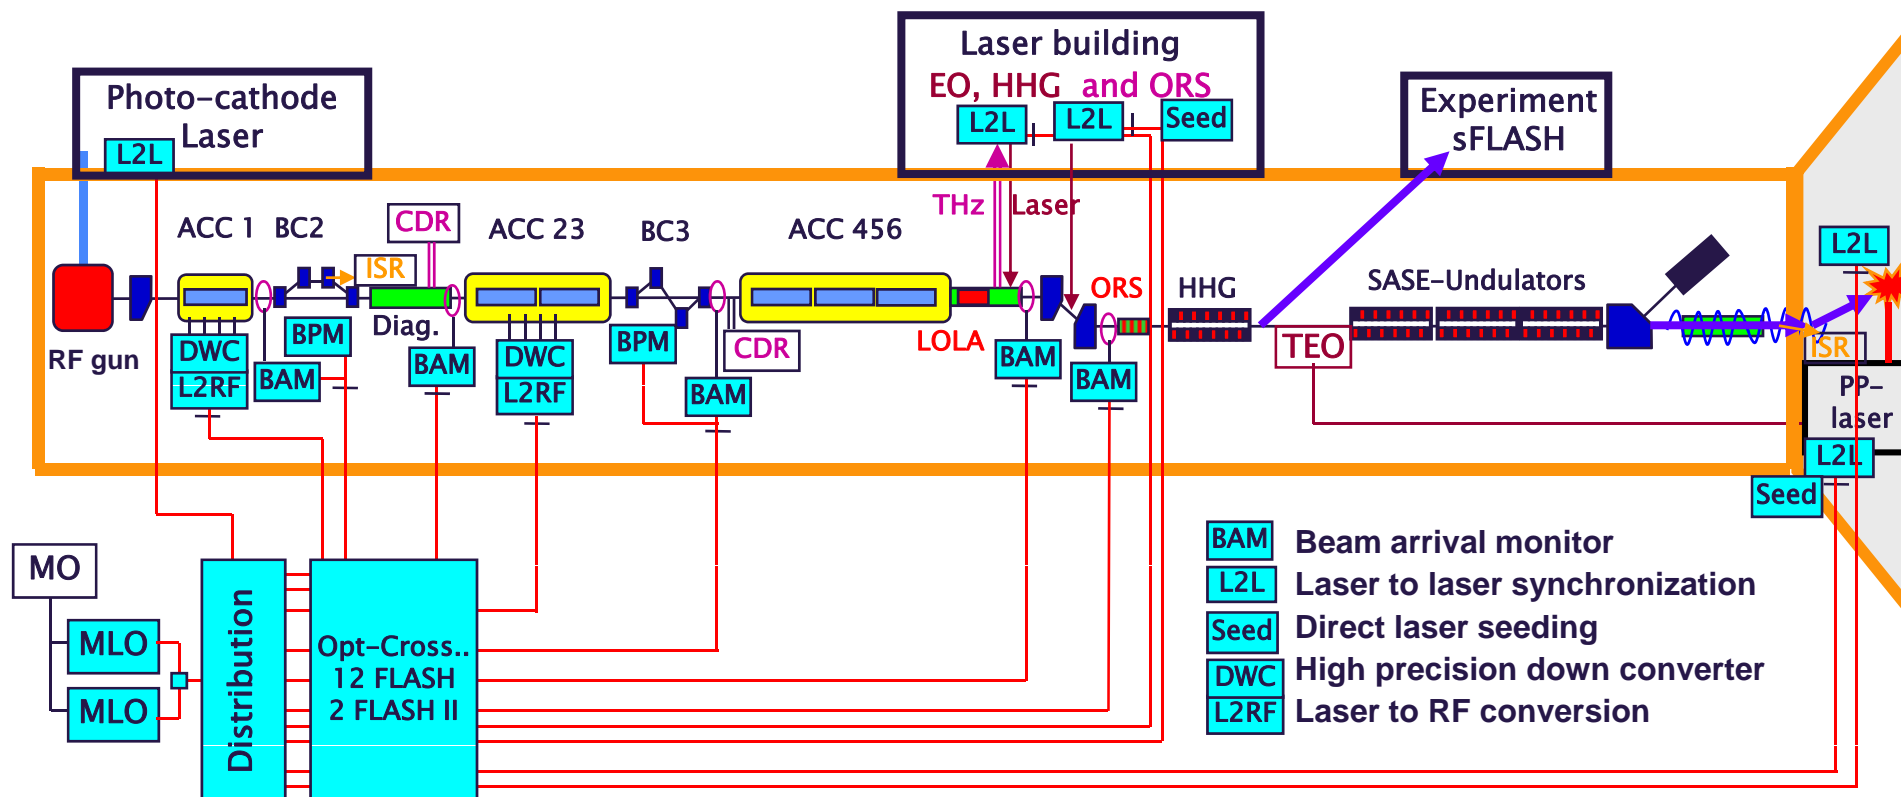 Laser building
EO, HHG and ORS
L2L
L2L
Seed
Photo-cathode
Laser
L2L
Experiment
sFLASH
THz
Laser
ACC 1
BC2
CDR
ACC 23
BC3
ACC 456
ISR
L2L
SASE-Undulators
ORS
HHG
RF gun
DWC
L2RF
BPM
BAM
Diag.
BAM
DWC
L2RF
BPM
CDR
BAM
LOLA
BAM
BAM
TEO
ISR
PP-
laser
L2L
Seed
MO
MLO
MLO
Distribution
Opt-Cross..
12 FLASH
2 FLASH II
BAM Beam arrival monitor
L2L Laser to laser synchronization
Seed Direct laser seeding
DWC High precision down converter
L2RF Laser to RF conversion